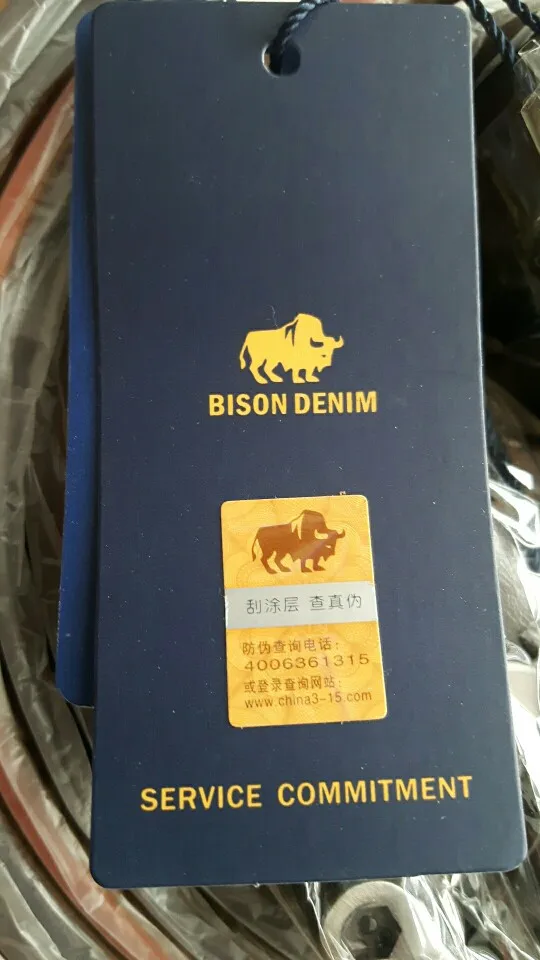 BISON DENIM
刮涂层 查真伪
防伪查询电话：
4006361315
或登录查询网站：
www.china3-15.com
SERVICE COMMITMENT